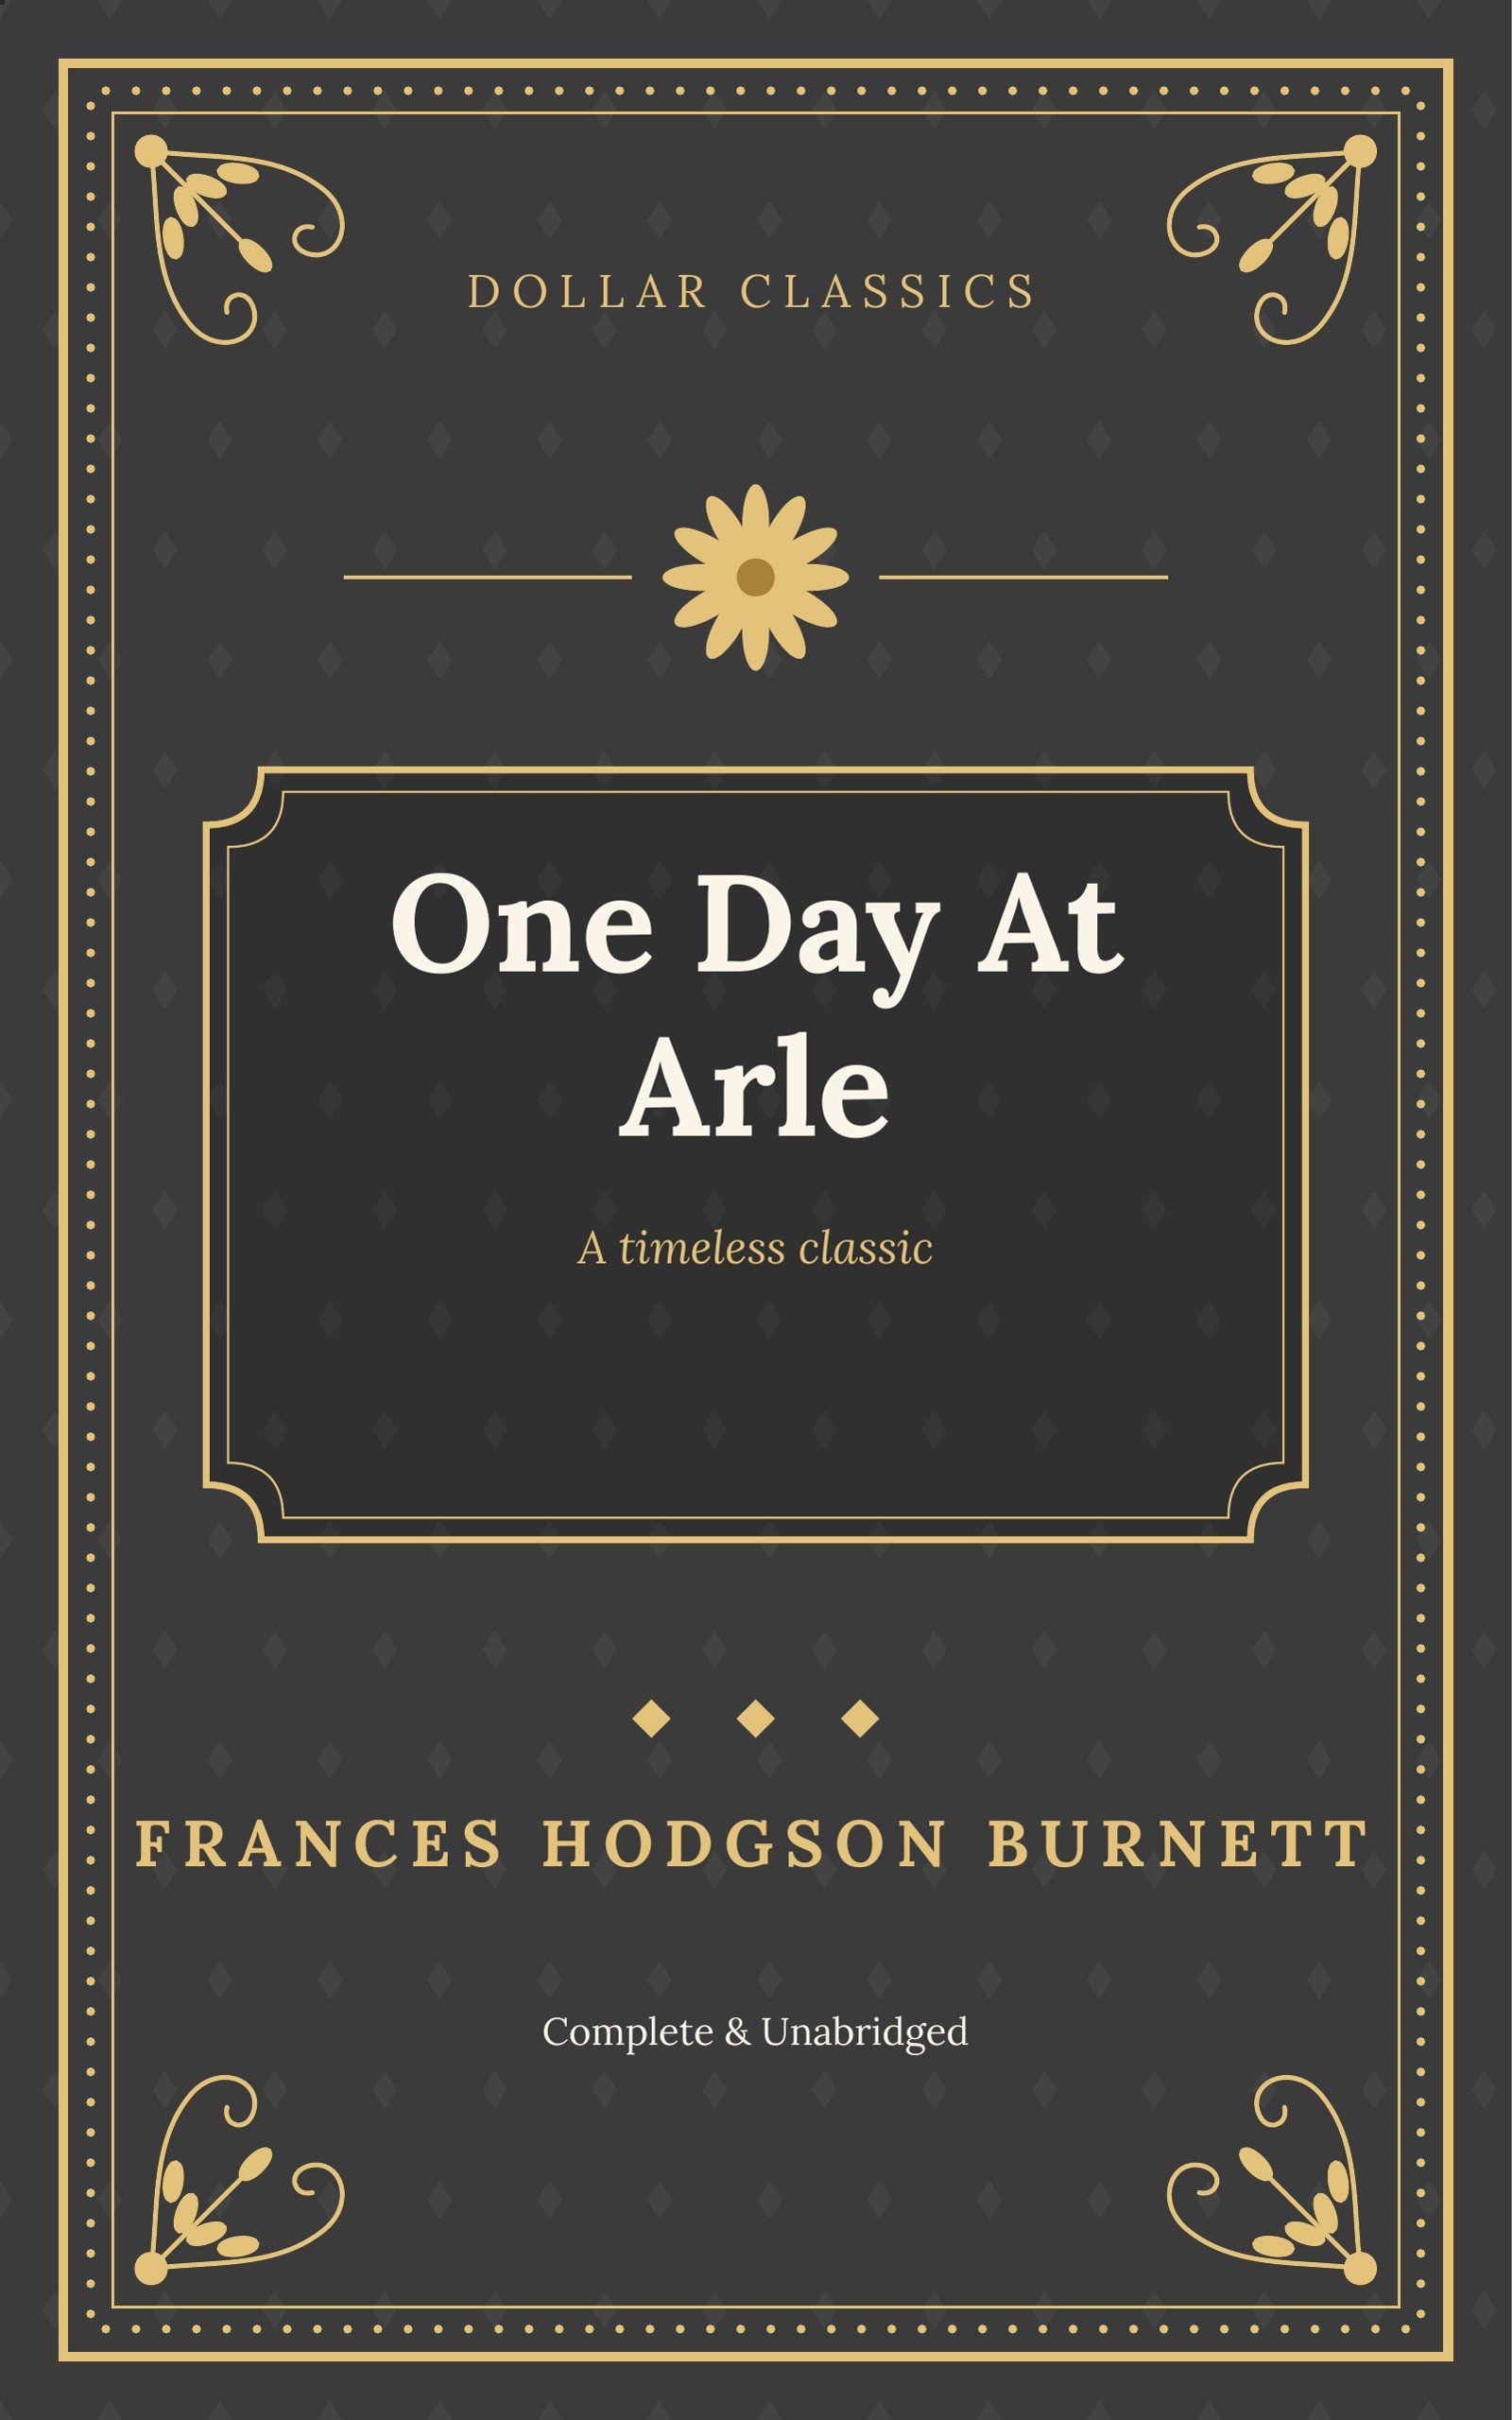 DOLLAR CLASSICS
One Day At
Arle
A timeless classic
FRANCES HODGSON BURNETT
Complete & Unabridged